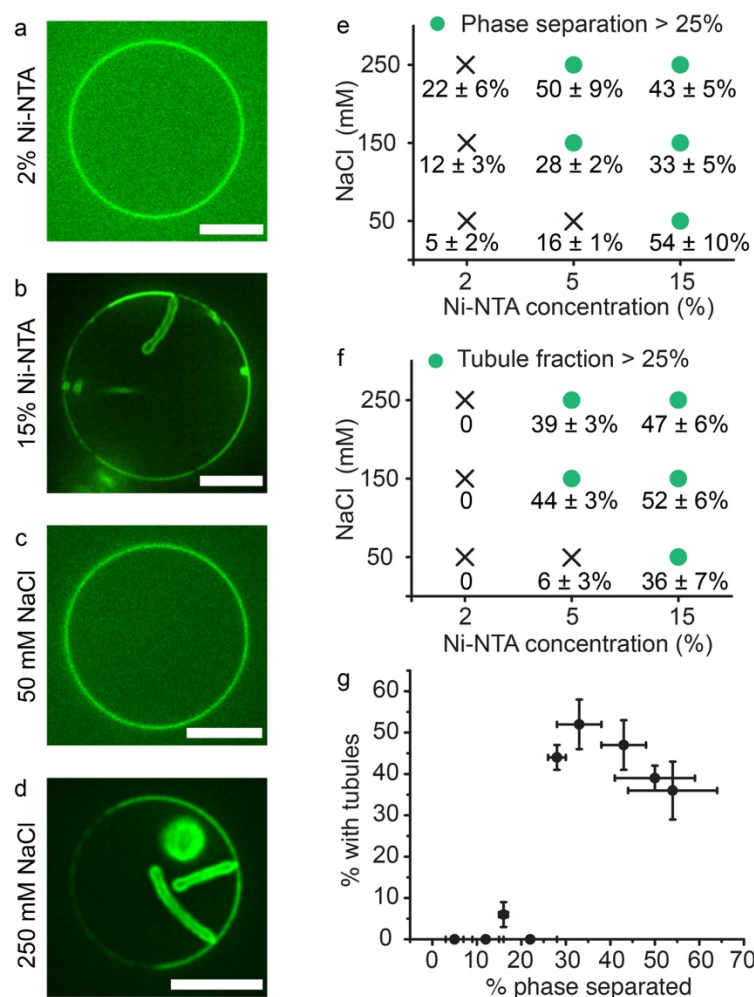 a
2% Ni-NTA
b
15% Ni-NTA
c
50 mM NaCl
d
250 mM NaCl
e
Phase separation > 25%
NaCl (mM)
250
22 ± 6% 50 ± 9% 43 ± 5%
150
12 ± 3% 28 ± 2% 33 ± 5%
50
5 ± 2% 16 ± 1% 54 ± 10%
2 5 15
Ni-NTA concentration (%)
f
Tubule fraction > 25%
NaCl (mM)
250
0 39 ± 3% 47 ± 6%
150
0 44 ± 3% 52 ± 6%
50
0 6 ± 3% 36 ± 7%
2 5 15
Ni-NTA concentration (%)
g
% with tubules
60
50
40
30
20
10
0
0 10 20 30 40 50 60 70
% phase separated